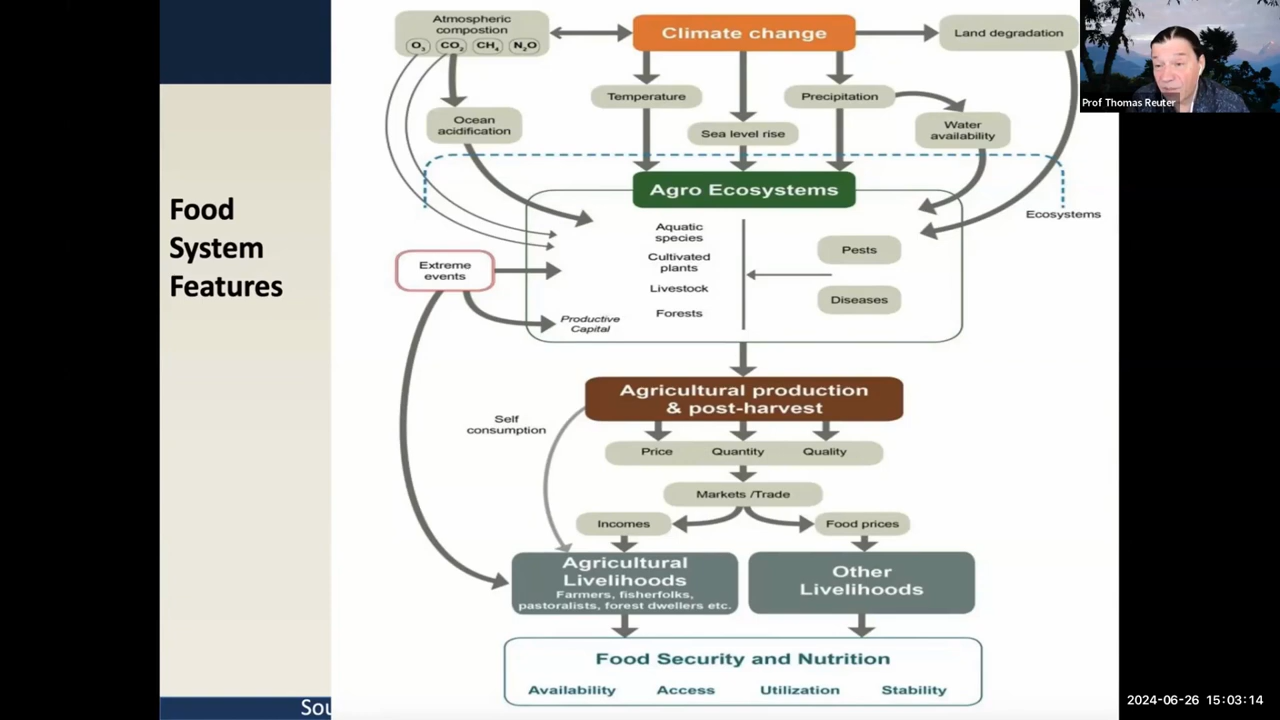 Food
System
Features
Atmospheric
compostion
O₃ CO₂ CH₄ N₂O
Climate change
Land degradation
Prof Thomas Reuter
Temperature
Precipitation
Ocean
acidification
Sea level rise
Water
availability
Agro Ecosystems
Ecosystems
Aquatic
species
Cultivated
plants
Livestock
Forests
Pests
Diseases
Extreme
events
Productive
Capital
Agricultural production
& post-harvest
Self
consumption
Price Quantity Quality
Markets /Trade
Incomes
Food prices
Agricultural
Livelihoods
Farmers, fisherfolks,
pastoralists, forest dwellers etc.
Other
Livelihoods
Food Security and Nutrition
Availability Access Utilization Stability
Sou
2024-06-26 15:03:14